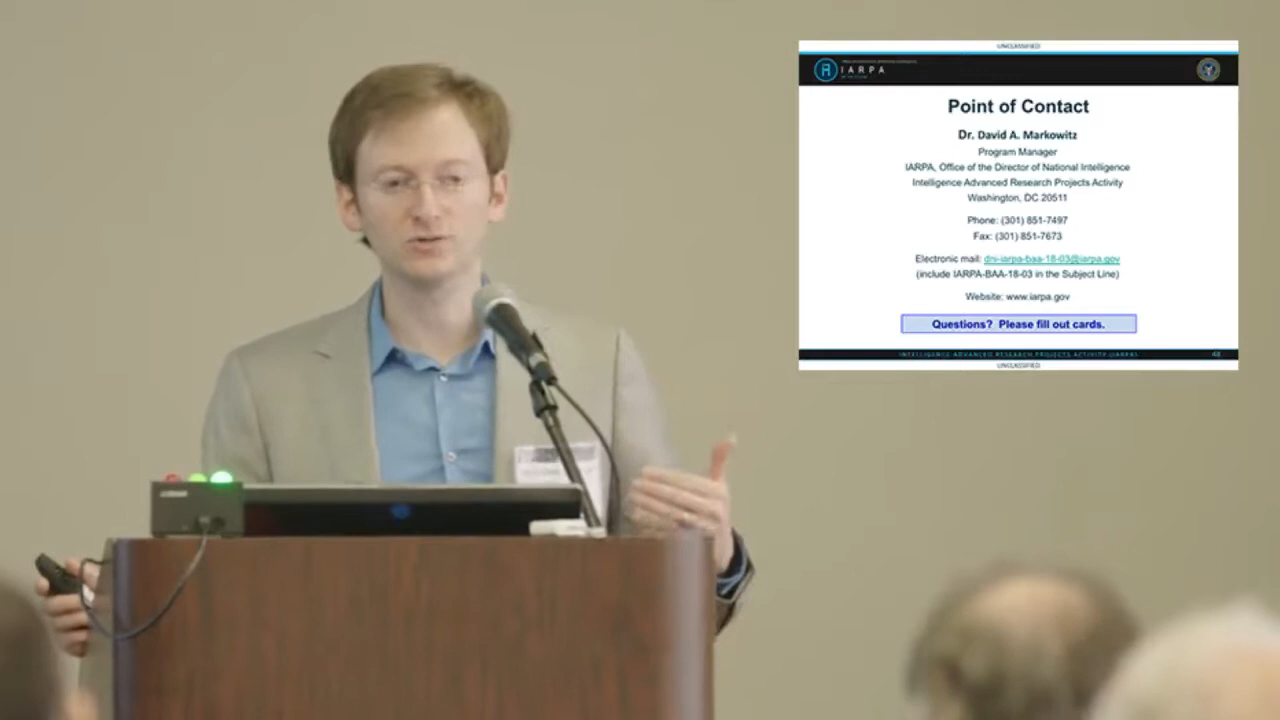 UNCLASSIFIED
IARPA
Point of Contact
Dr. David A. Markowitz
Program Manager
IARPA, Office of the Director of National Intelligence
Intelligence Advanced Research Projects Activity
Washington, DC 20511
Phone: (301) 851-7497
Fax: (301) 851-7673
Electronic mail: dni-iarpa-baa-18-03@iarpa.gov
(include IARPA-BAA-18-03 in the Subject Line)
Website: www.iarpa.gov
Questions? Please fill out cards.
INTELLIGENCE ADVANCED RESEARCH PROJECTS ACTIVITY (IARPA)
UNCLASSIFIED